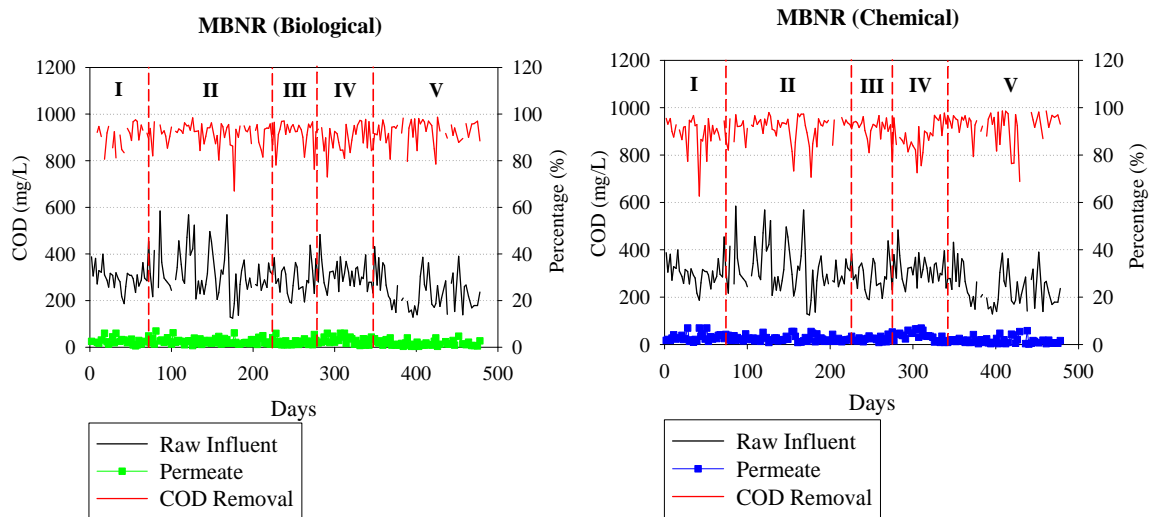 MBNR (Biological)
1200
1000
800
600
400
200
0
COD (mg/L)
I
II
III
IV
V
120
100
80
60
40
20
0
Percentage (%)
0
100
200
300
400
500
Days
Raw Influent
Permeate
COD Removal
MBNR (Chemical)
1200
1000
800
600
400
200
0
COD (mg/L)
I
II
III
IV
V
120
100
80
60
40
20
0
Percentage (%)
0
100
200
300
400
500
Days
Raw Influent
Permeate
COD Removal